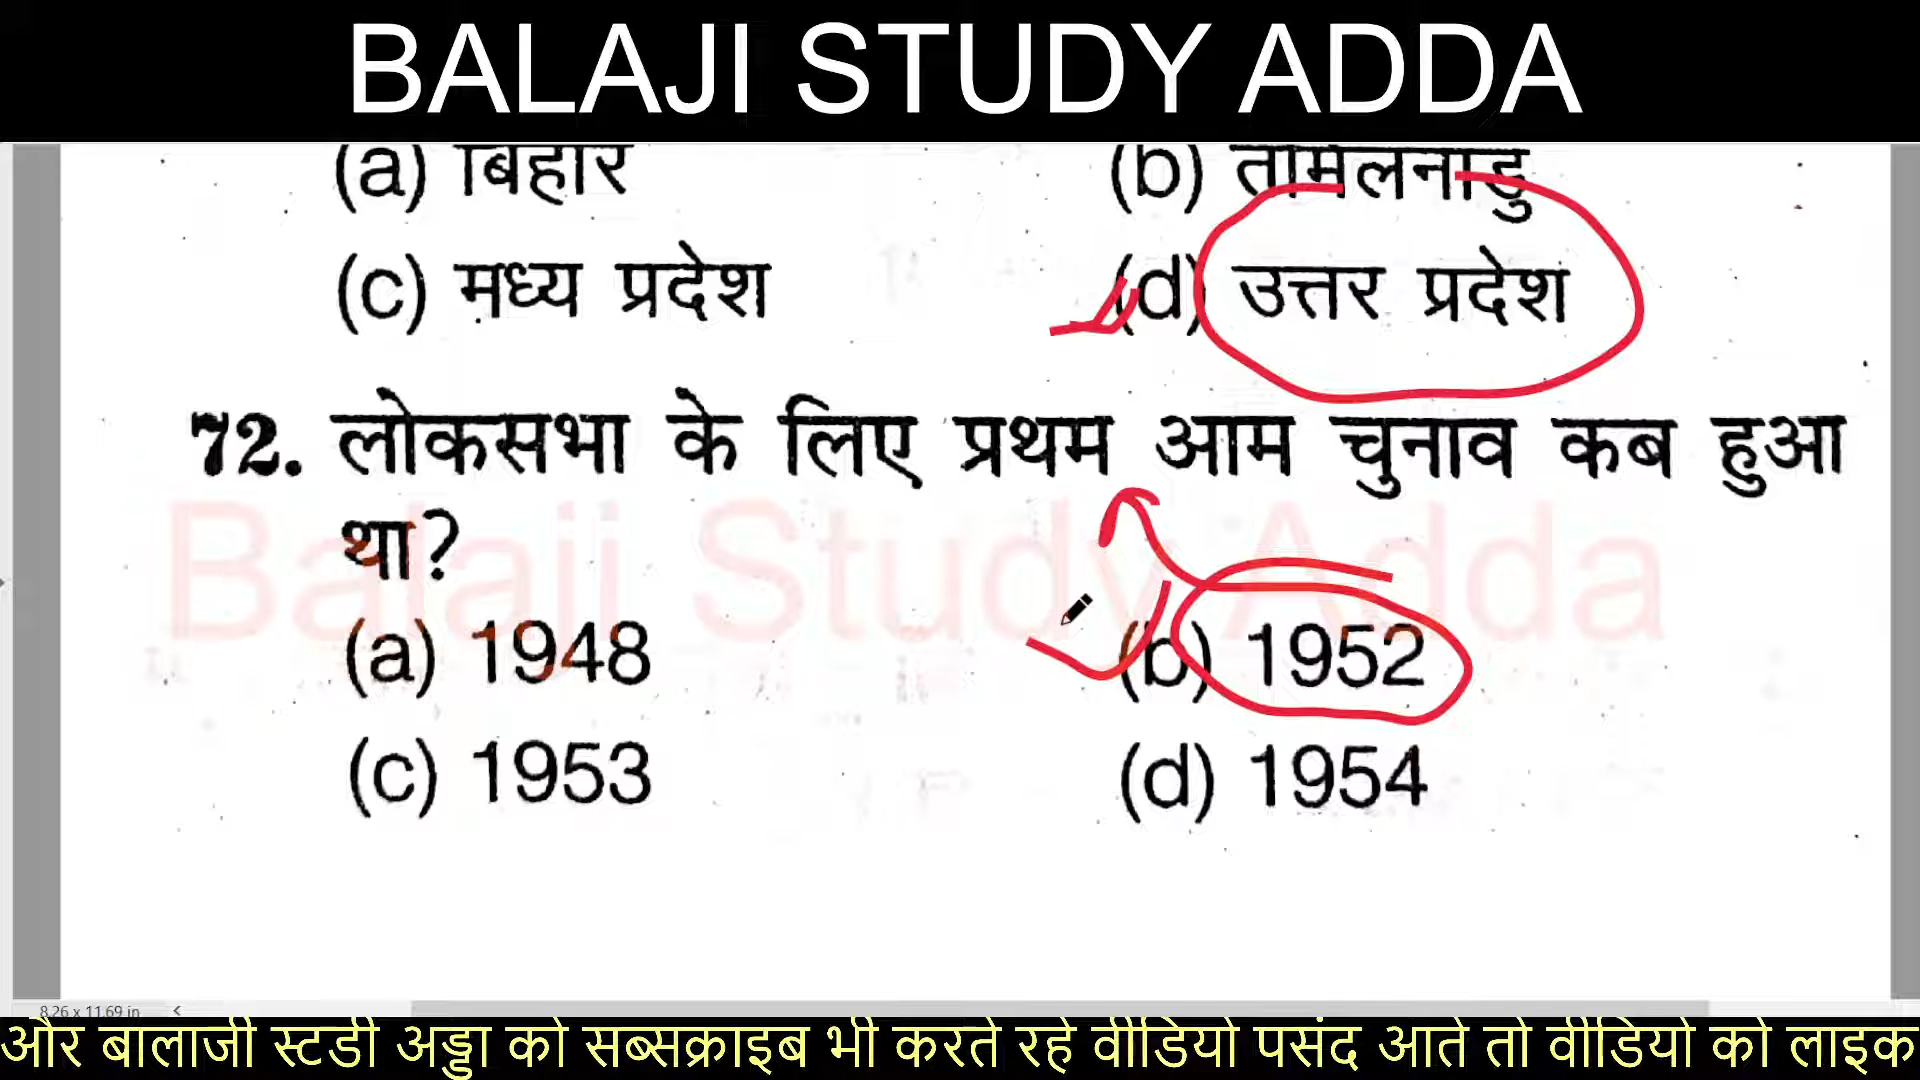 BALAJI STUDY ADDA
(a) बिहार (b) तमिलनाडु
(c) मध्य प्रदेश (d) उत्तर प्रदेश
72. लोकसभा के लिए प्रथम आम चुनाव कब हुआ
था?
Balaji Study Adda
(a) 1948 (b) 1952
(c) 1953 (d) 1954
8.26 x 11.69 in <
और बालाजी स्टडी अड्डा को सब्सक्राइब भी करते रहे वीडियो पसंद आते तो वीडियो को लाइक